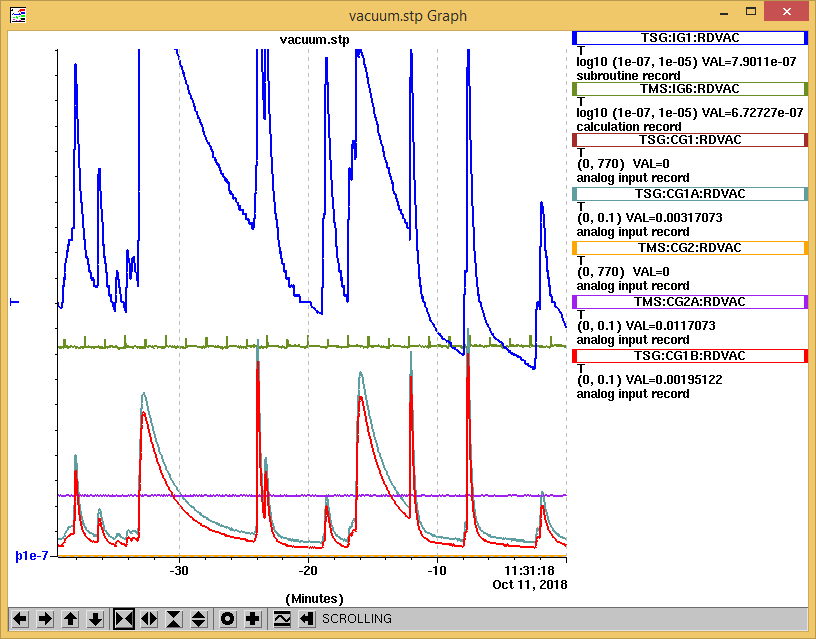 vacuum.stp Graph
vacuum.stp
T
þ1e-7
-30
-20
-10
11:31:18
Oct 11, 2018
(Minutes)
TSG:IG1:RDVAC
T
log10 (1e-07, 1e-05) VAL=7.9011e-07
subroutine record
TMS:IG6:RDVAC
T
log10 (1e-07, 1e-05) VAL=6.72727e-07
calculation record
TSG:CG1:RDVAC
T
(0, 770) VAL=0
analog input record
TSG:CG1A:RDVAC
T
(0, 0.1) VAL=0.00317073
analog input record
TMS:CG2:RDVAC
T
(0, 770) VAL=0
analog input record
TMS:CG2A:RDVAC
T
(0, 0.1) VAL=0.0117073
analog input record
TSG:CG1B:RDVAC
T
(0, 0.1) VAL=0.00195122
analog input record
SCROLLING